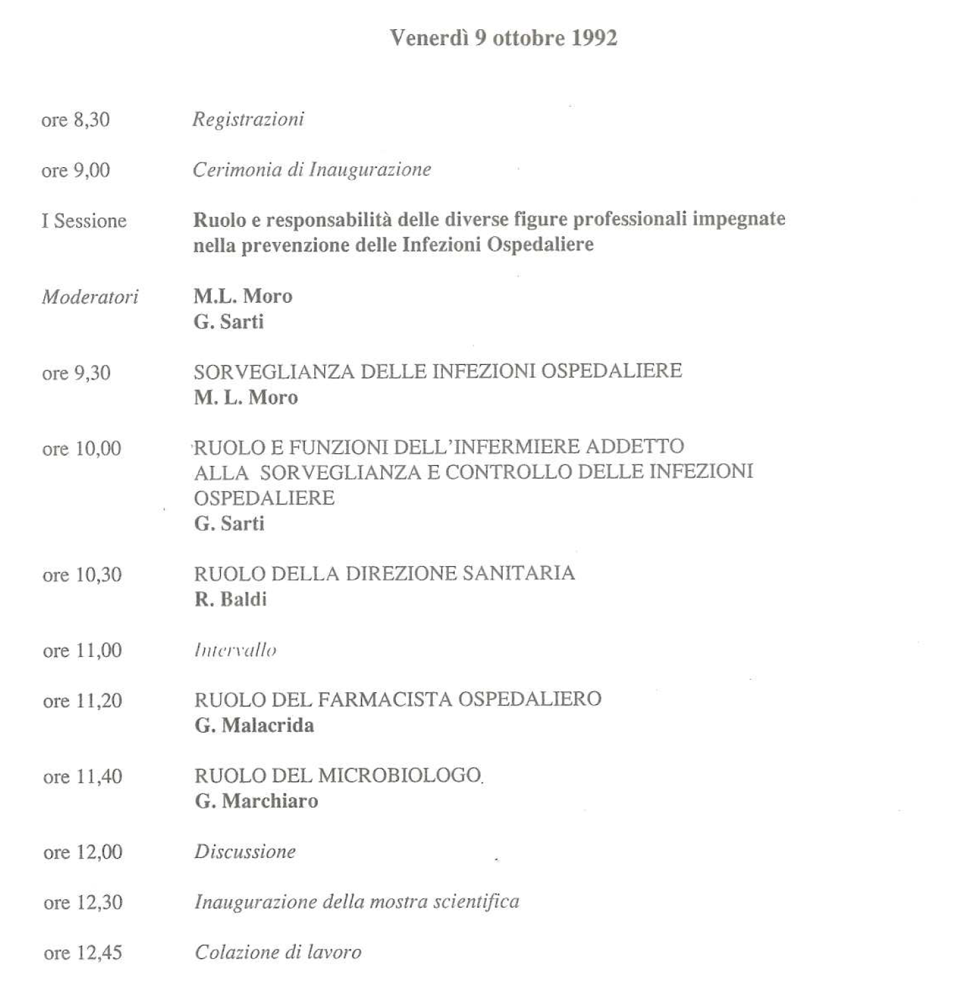 Venerdì 9 ottobre 1992
ore 8,30 Registrazioni
ore 9,00 Cerimonia di Inaugurazione
I Sessione Ruolo e responsabilità delle diverse figure professionali impegnate
nella prevenzione delle Infezioni Ospedaliere
Moderatori M.L. Moro
G. Sarti
ore 9,30 SORVEGLIANZA DELLE INFEZIONI OSPEDALIERE
M. L. Moro
ore 10,00 RUOLO E FUNZIONI DELL'INFERMIERE ADDETTO
ALLA SORVEGLIANZA E CONTROLLO DELLE INFEZIONI
OSPEDALIERE
G. Sarti
ore 10,30 RUOLO DELLA DIREZIONE SANITARIA
R. Baldi
ore 11,00 Intervallo
ore 11,20 RUOLO DEL FARMACISTA OSPEDALIERO
G. Malacrida
ore 11,40 RUOLO DEL MICROBIOLOGO
G. Marchiaro
ore 12,00 Discussione
ore 12,30 Inaugurazione della mostra scientifica
ore 12,45 Colazione di lavoro